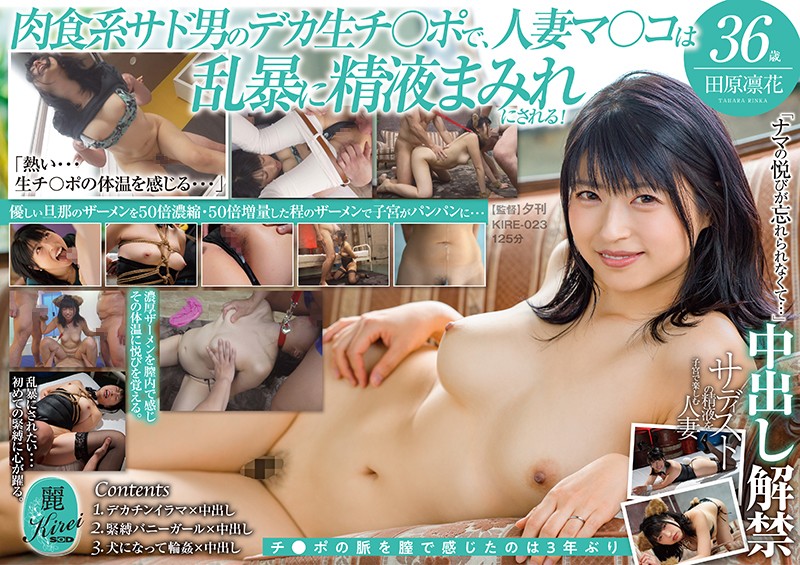 肉食系サド男のデカ生チ〇ポで、人妻マ〇コは
乱暴に精液まみれ
にされる!
36歳
田原凛花
TAHARA RINKA
「熱い・・・
生チ〇ポの体温を感じる・・・」
優しい旦那のザーメンを50倍濃縮・50倍増量した程のザーメンで子宮がパンパンに・・・
【監督】夕刊
KIRE-023
125分
「ナマの悦びが忘れられなくて…」
中出し解禁
サディスト
の精液を
子宮で楽しむ
人妻
濃厚ザーメンを膣内で感じ
その体温に悦びを覚える。
乱暴にされたい・・・
初めての緊縛に心が躍る。
麗
Kirei
SOD
Contents
1. デカチンイラマ×中出し
2. 緊縛バニーガール×中出し
3. 犬になって輪姦×中出し
チ●ポの脈を膣で感じたのは3年ぶり